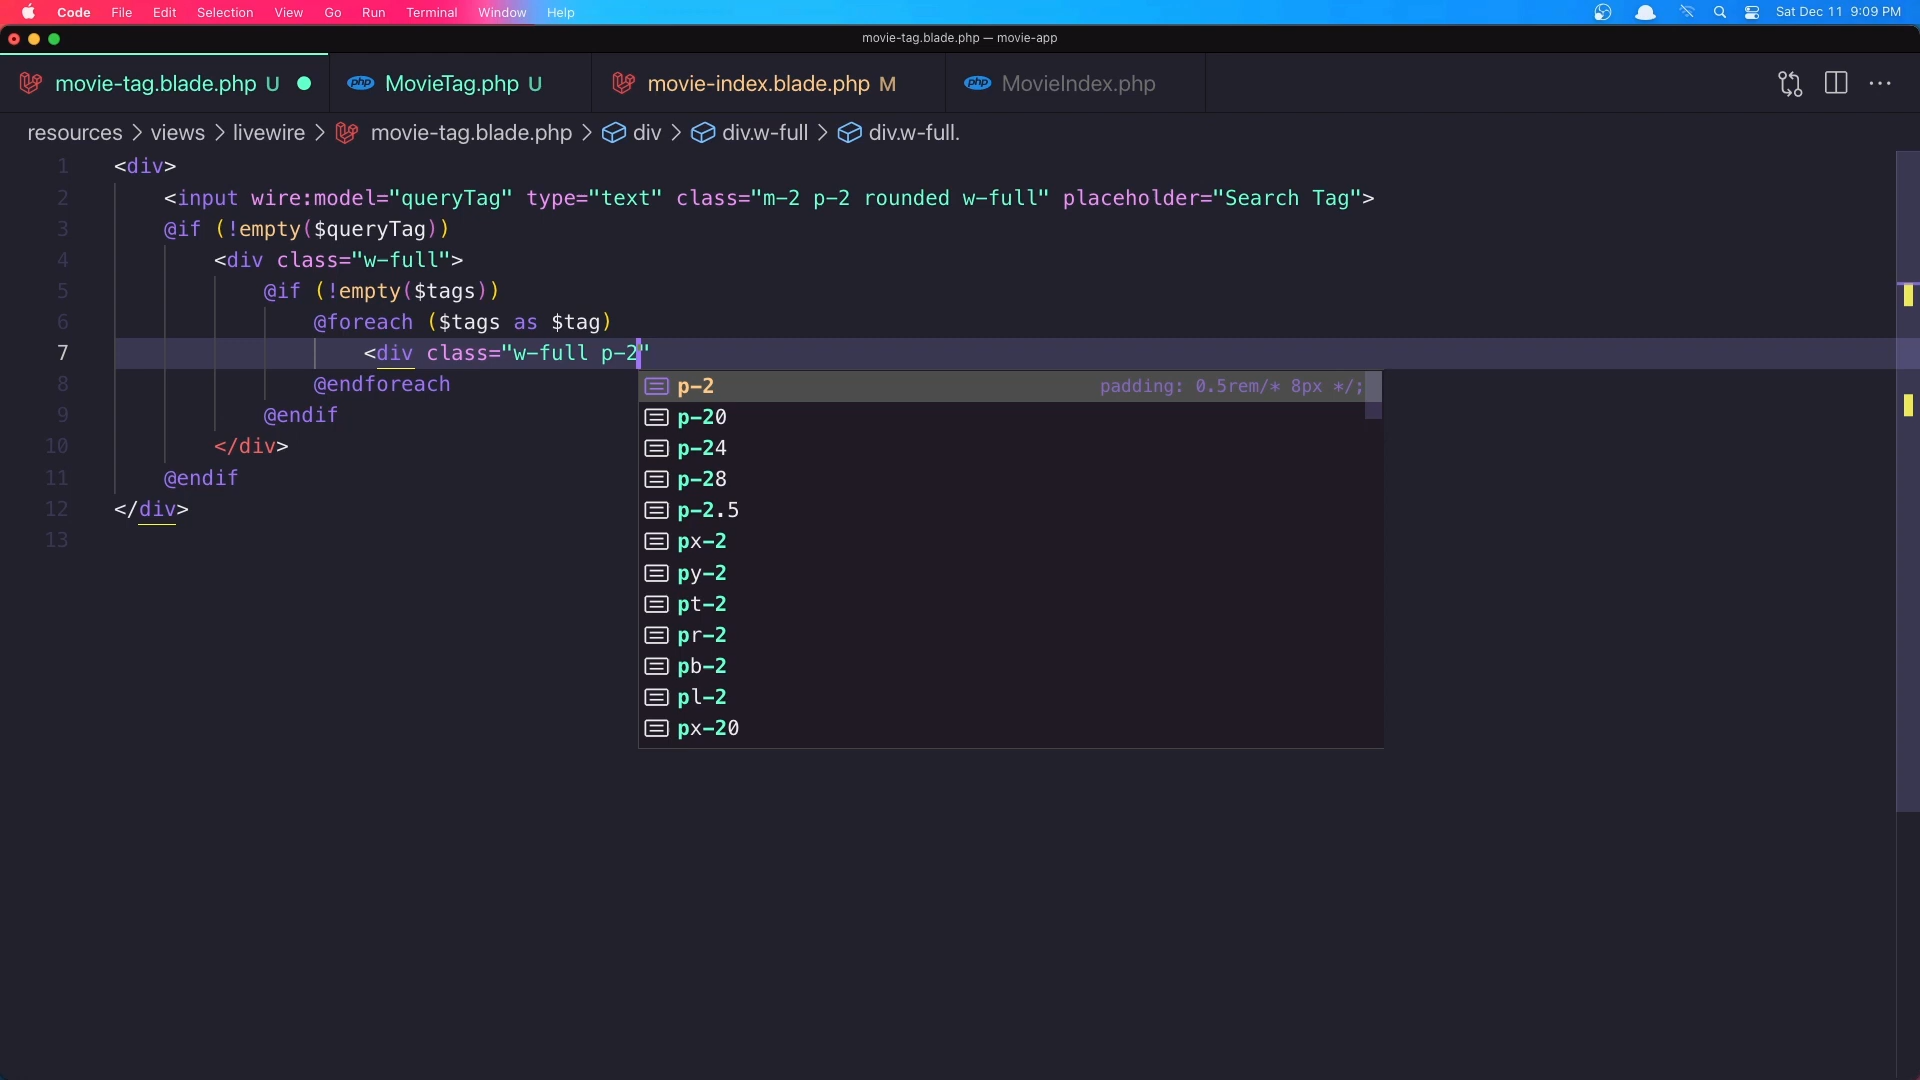 Code File Edit Selection View Go Run Terminal Window Help Sat Dec 11 9:09 PM
movie-tag.blade.php — movie-app
movie-tag.blade.php U php MovieTag.php U movie-index.blade.php M php MovieIndex.php
resources > views > livewire > movie-tag.blade.php > div > div.w-full > div.w-full.
1 <div>
2 <input wire:model="queryTag" type="text" class="m-2 p-2 rounded w-full" placeholder="Search Tag">
3 @if (!empty($queryTag))
4 <div class="w-full">
5 @if (!empty($tags))
6 @foreach ($tags as $tag)
7 <div class="w-full p-2"
8 @endforeach
9 @endif
10 </div>
11 @endif
12 </div>
13
p-2 padding: 0.5rem/* 8px */;
p-20
p-24
p-28
p-2.5
px-2
py-2
pt-2
pr-2
pb-2
pl-2
px-20